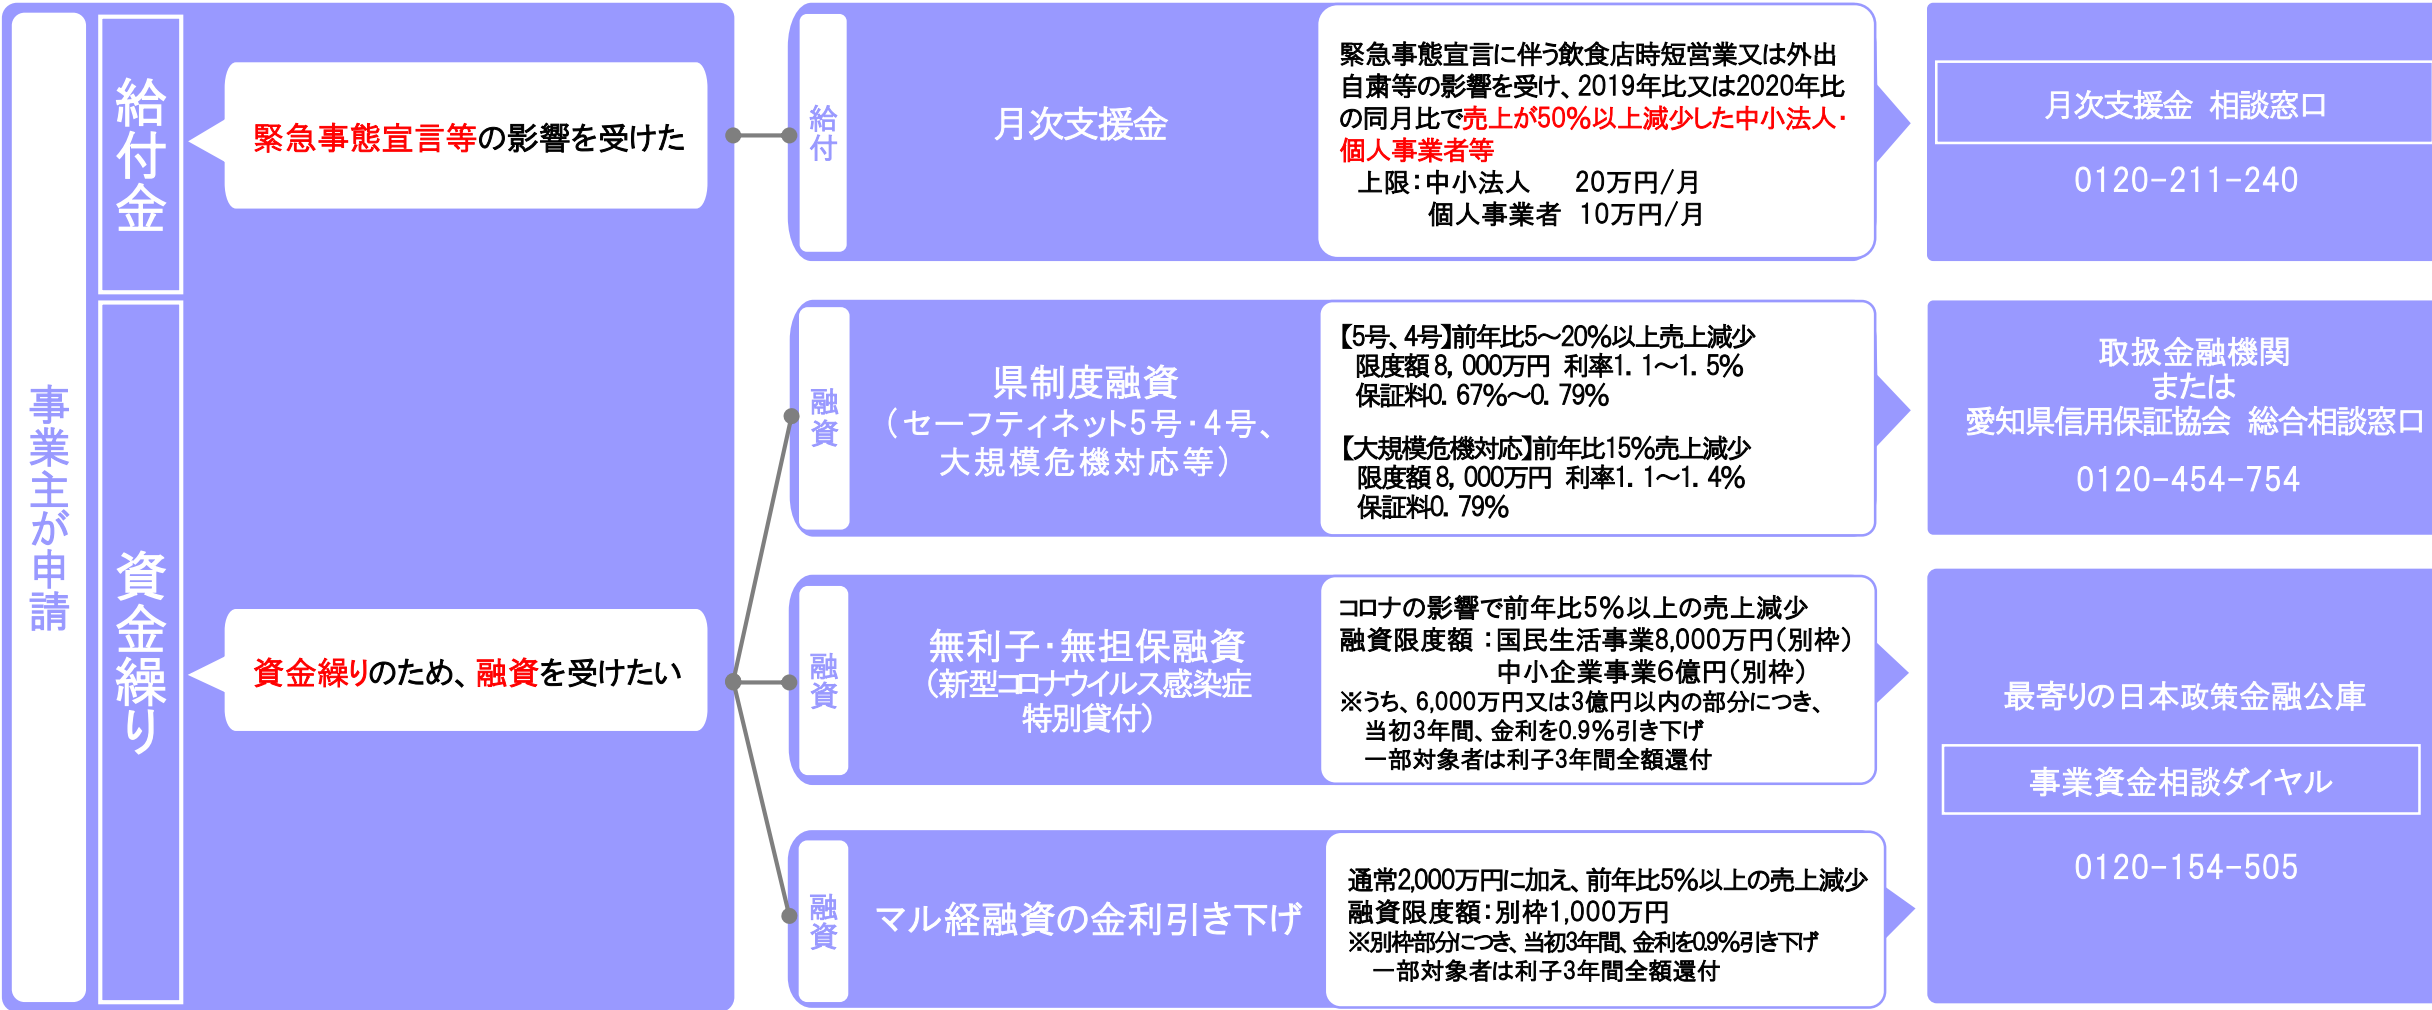 事業主が申請
給付金
緊急事態宣言等の影響を受けた
給付
月次支援金
緊急事態宣言に伴う飲食店時短営業又は外出
自粛等の影響を受け、2019年比又は2020年比
の同月比で売上が50%以上減少した中小法人・
個人事業者等
上限：中小法人　20万円/月
個人事業者　10万円/月
月次支援金　相談窓口
0120-211-240
資金繰り
資金繰りのため、融資を受けたい
融資
県制度融資
（セーフティネット5号・4号、
大規模危機対応等）
【5号、4号】前年比5～20%以上売上減少
限度額8，000万円　利率1．1～1．5%
保証料0．67%～0．79%
【大規模危機対応】前年比15%売上減少
限度額8，000万円　利率1．1～1．4%
保証料0．79%
取扱金融機関
または
愛知県信用保証協会　総合相談窓口
0120-454-754
融資
無利子・無担保融資
（新型コロナウイルス感染症
特別貸付）
コロナの影響で前年比5%以上の売上減少
融資限度額：国民生活事業8,000万円（別枠）
中小企業事業6億円（別枠）
※うち、6,000万円又は3億円以内の部分につき、
当初3年間、金利を0.9%引き下げ
一部対象者は利子3年間全額還付
最寄りの日本政策金融公庫
事業資金相談ダイヤル
0120-154-505
融資
マル経融資の金利引き下げ
通常2,000万円に加え、前年比5%以上の売上減少
融資限度額：別枠1,000万円
※別枠部分につき、当初3年間、金利を0.9%引き下げ
一部対象者は利子3年間全額還付